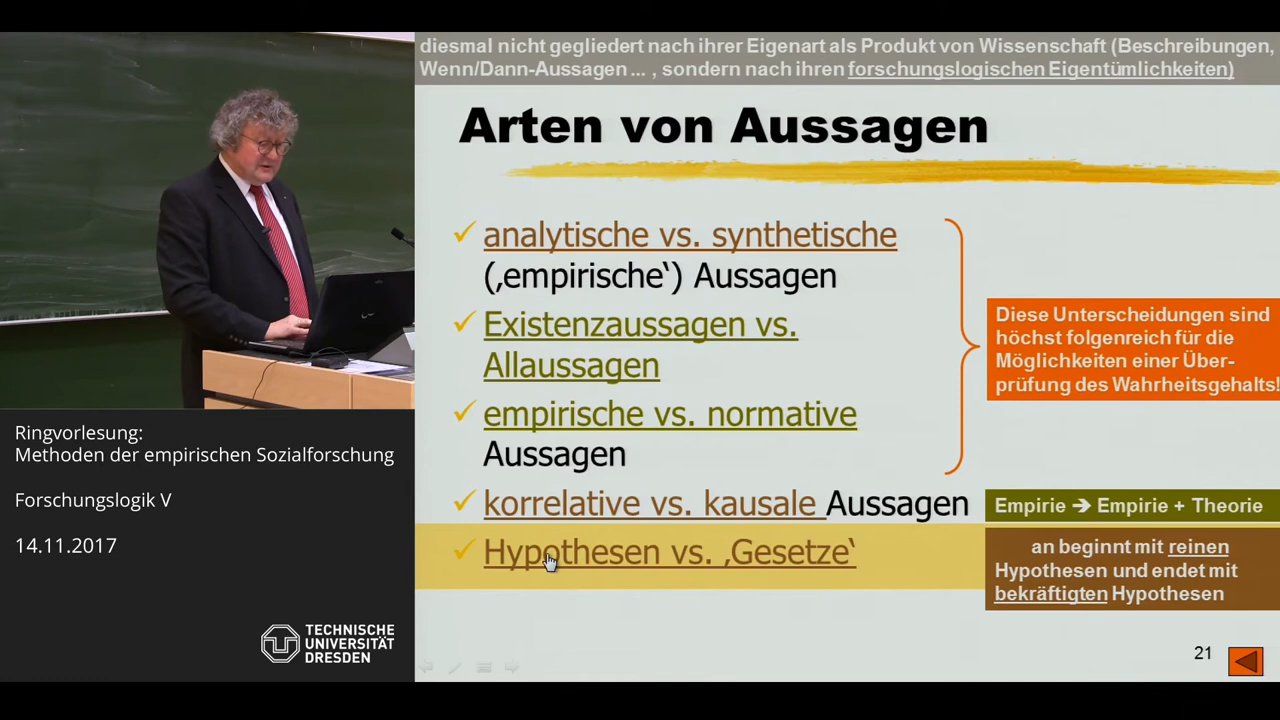 diesmal nicht gegliedert nach ihrer Eigenart als Produkt von Wissenschaft (Beschreibungen,
Wenn/Dann-Aussagen ... , sondern nach ihren forschungslogischen Eigentümlichkeiten)
Arten von Aussagen
analytische vs. synthetische
(‚empirische‘) Aussagen
Existenzaussagen vs.
Allaussagen
empirische vs. normative
Aussagen
korrelative vs. kausale Aussagen
Hypothesen vs. ‚Gesetze‘
Diese Unterscheidungen sind
höchst folgenreich für die
Möglichkeiten einer Über-
prüfung des Wahrheitsgehalts!
Empirie ➔ Empirie + Theorie
an beginnt mit reinen
Hypothesen und endet mit
bekräftigten Hypothesen
21
Ringvorlesung:
Methoden der empirischen Sozialforschung
Forschungslogik V
14.11.2017
TECHNISCHE
UNIVERSITÄT
DRESDEN